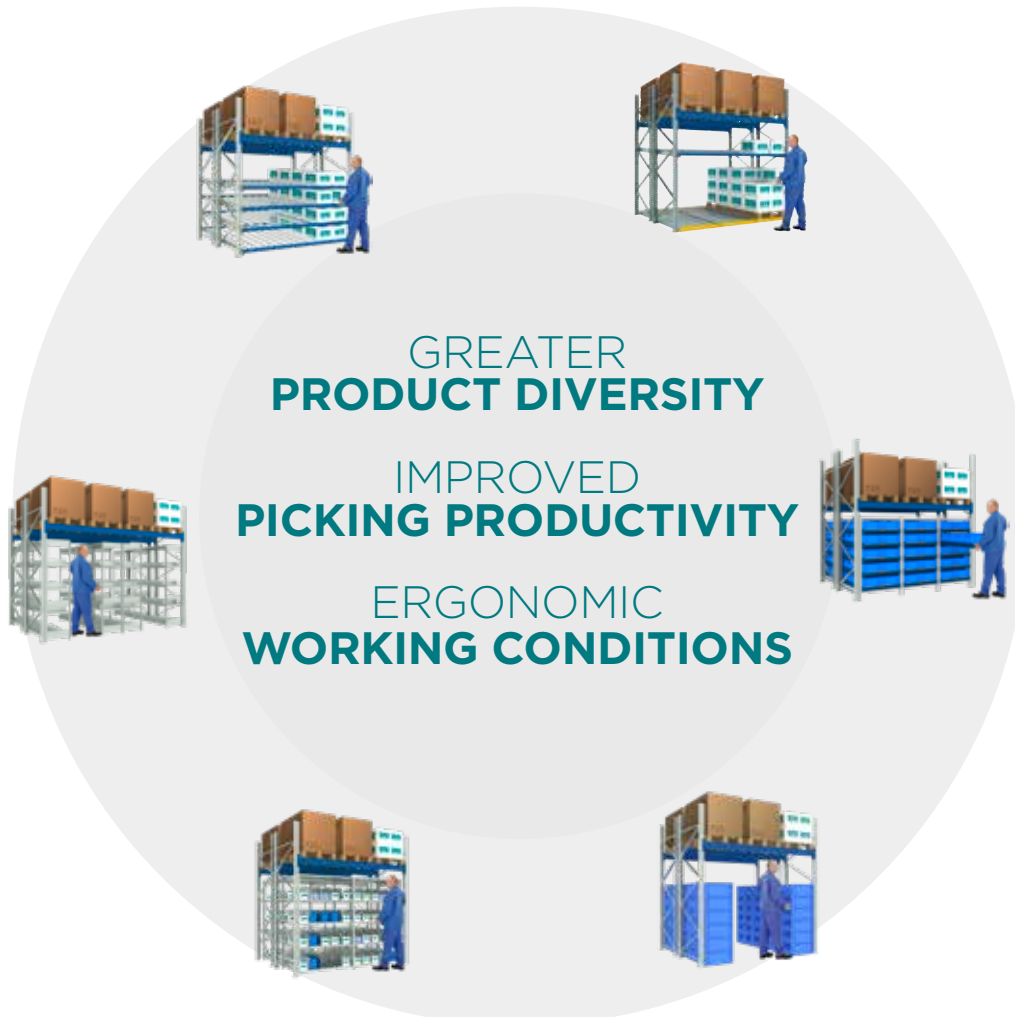 GREATER
PRODUCT DIVERSITY
IMPROVED
PICKING PRODUCTIVITY
ERGONOMIC
WORKING CONDITIONS